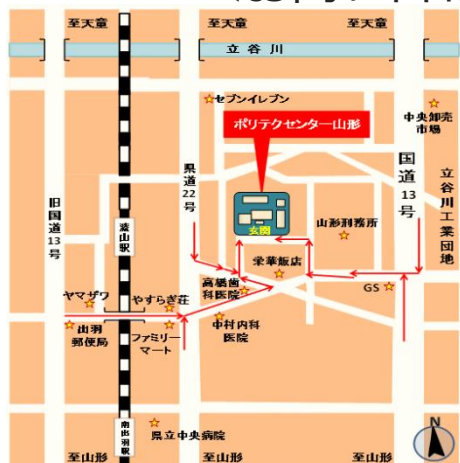 至天童
至天童
至天童
立谷川
セブンイレブン
中央卸売
市場
ポリテクセンター山形
県道22号
国道13号
立谷川工業団地
旧国道13号
漆山駅
玄関
山形刑務所
栄華飯店
高橋歯
科医院
GS
ヤマザワ
やすらぎ荘
出羽
郵便局
ファミリー
マート
中村内科
医院
南出羽駅
県立中央病院
N
至山形
至山形
至山形